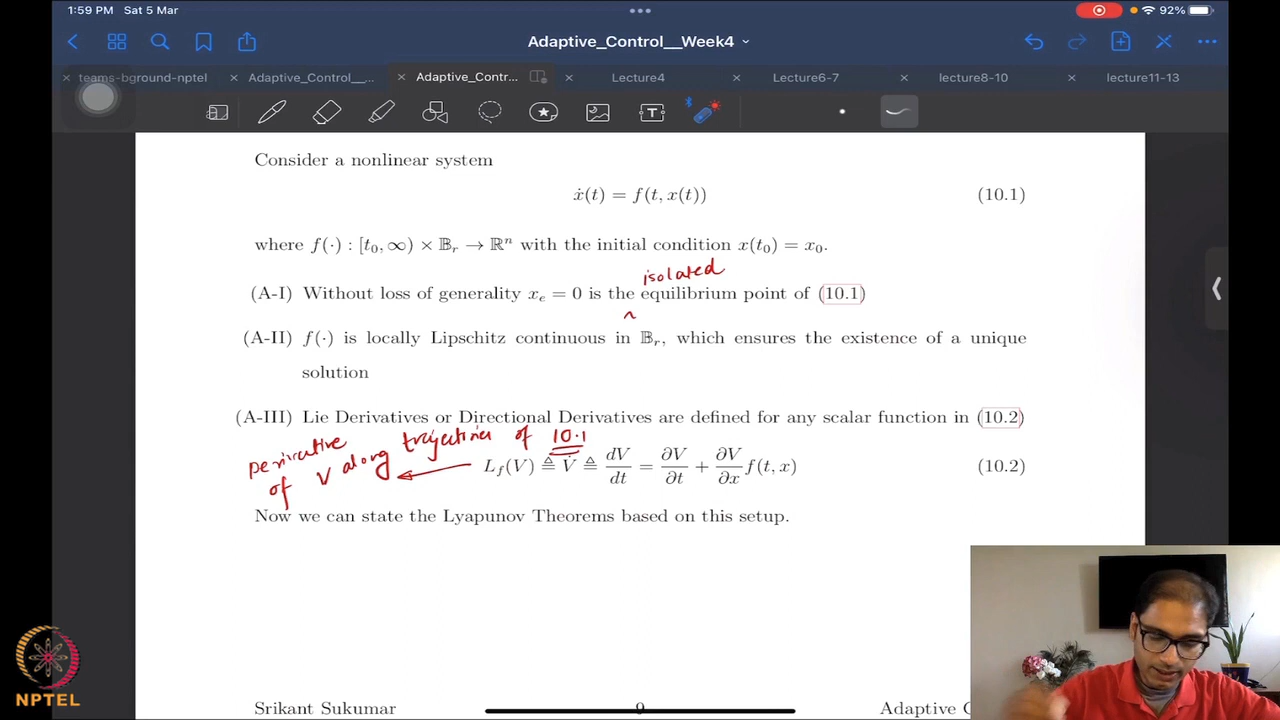 1:59 PM Sat 5 Mar
92%
Adaptive_Control__Week4
teams-bground-nptel
Adaptive_Control__...
Adaptive_Contr...
Lecture4
Lecture6-7
lecture8-10
lecture11-13
Consider a nonlinear system
ẋ(t) = f(t, x(t)) (10.1)
where f(·) : [t₀, ∞) × 𝔹ᵣ → ℝⁿ with the initial condition x(t₀) = x₀.
isolated
(A-I) Without loss of generality xₑ = 0 is the equilibrium point of (10.1)
(A-II) f(·) is locally Lipschitz continuous in 𝔹ᵣ, which ensures the existence of a unique
solution
(A-III) Lie Derivatives or Directional Derivatives are defined for any scalar function in (10.2)
Derivative of V along trajectories of 10.1
L_f(V) ≜ V̇ ≜ dV/dt = ∂V/∂t + ∂V/∂x f(t, x) (10.2)
Now we can state the Lyapunov Theorems based on this setup.
Srikant Sukumar 9 Adaptive C
NPTEL